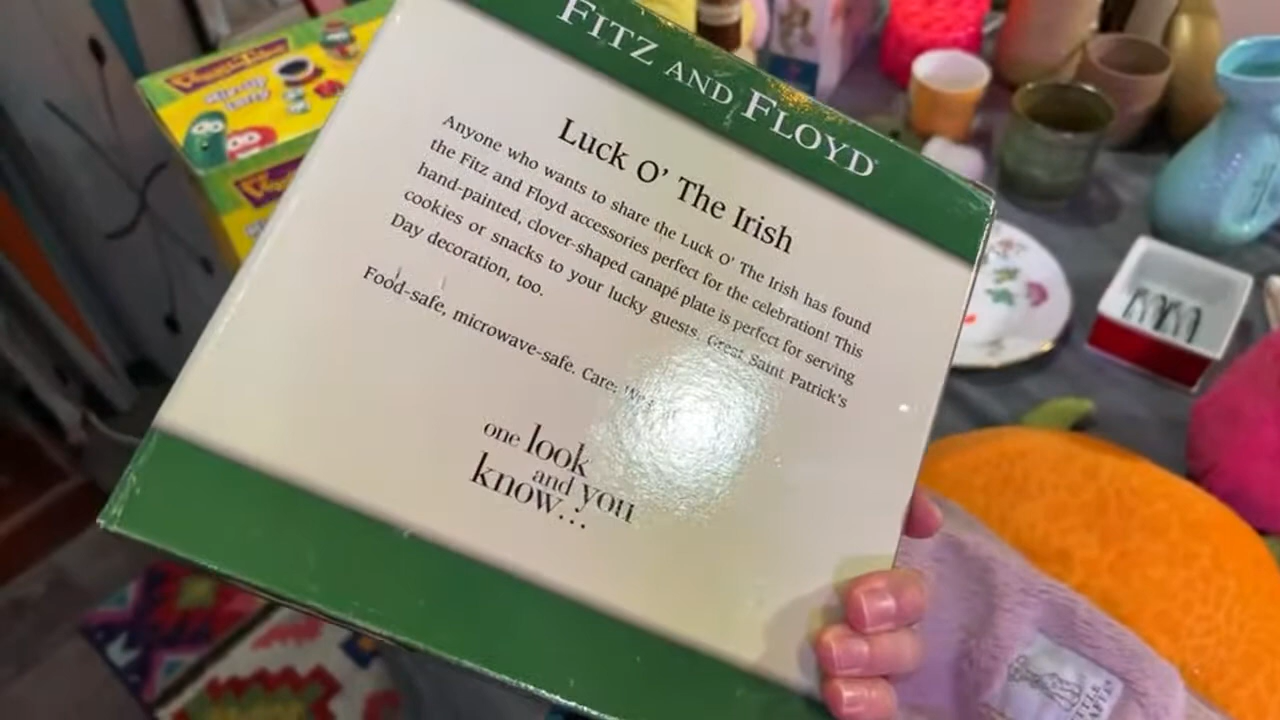 FITZ AND FLOYD
Luck O' The Irish
Anyone who wants to share the Luck O' The Irish has found
the Fitz and Floyd accessories perfect for the celebration! This
hand-painted, clover-shaped canapé plate is perfect for serving
cookies or snacks to your lucky guests. Great Saint Patrick's
Day decoration, too.
Food-safe, microwave-safe. Care:
one look
and you
know...